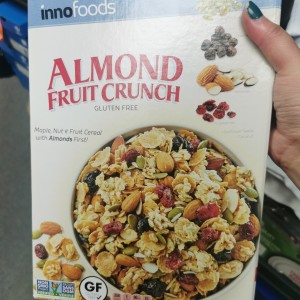 innofoods
ALMOND
FRUIT CRUNCH
GLUTEN FREE
Maple, Nut & Fruit Cereal
with Almonds First!
GF